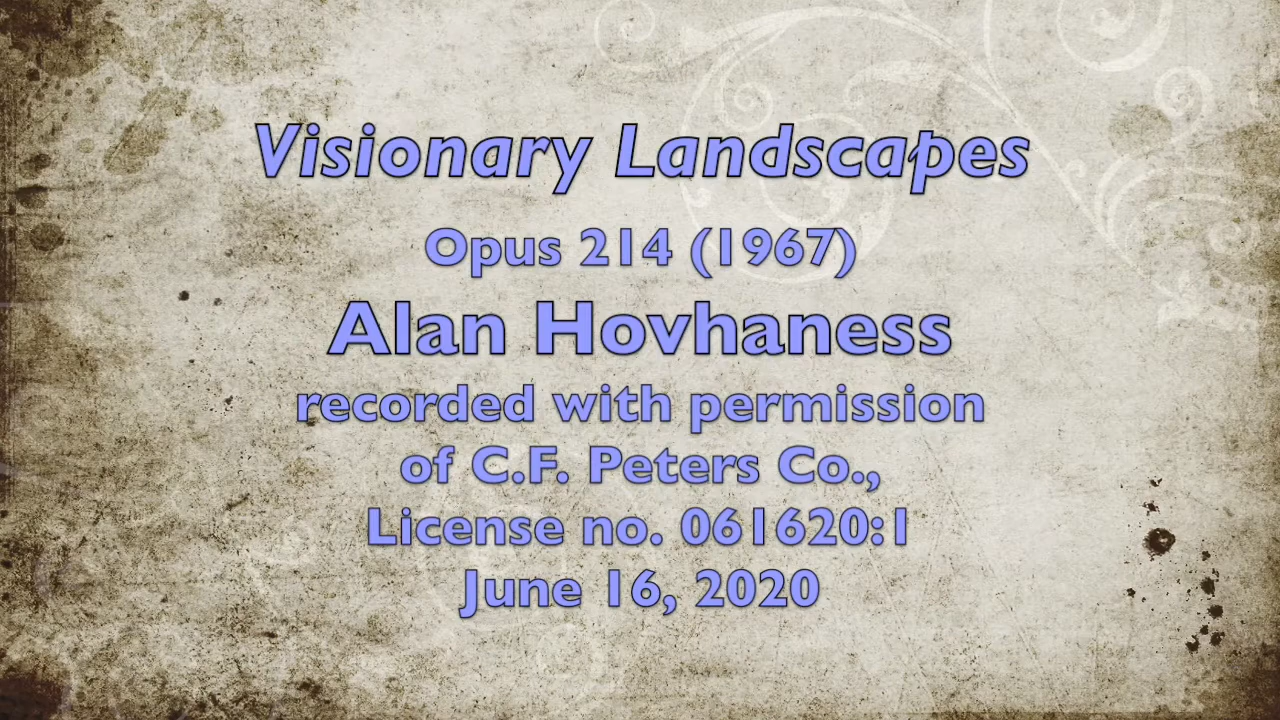 Visionary Landscapes
Opus 214 (1967)
Alan Hovhaness
recorded with permission
of C.F. Peters Co.,
License no. 061620:1
June 16, 2020